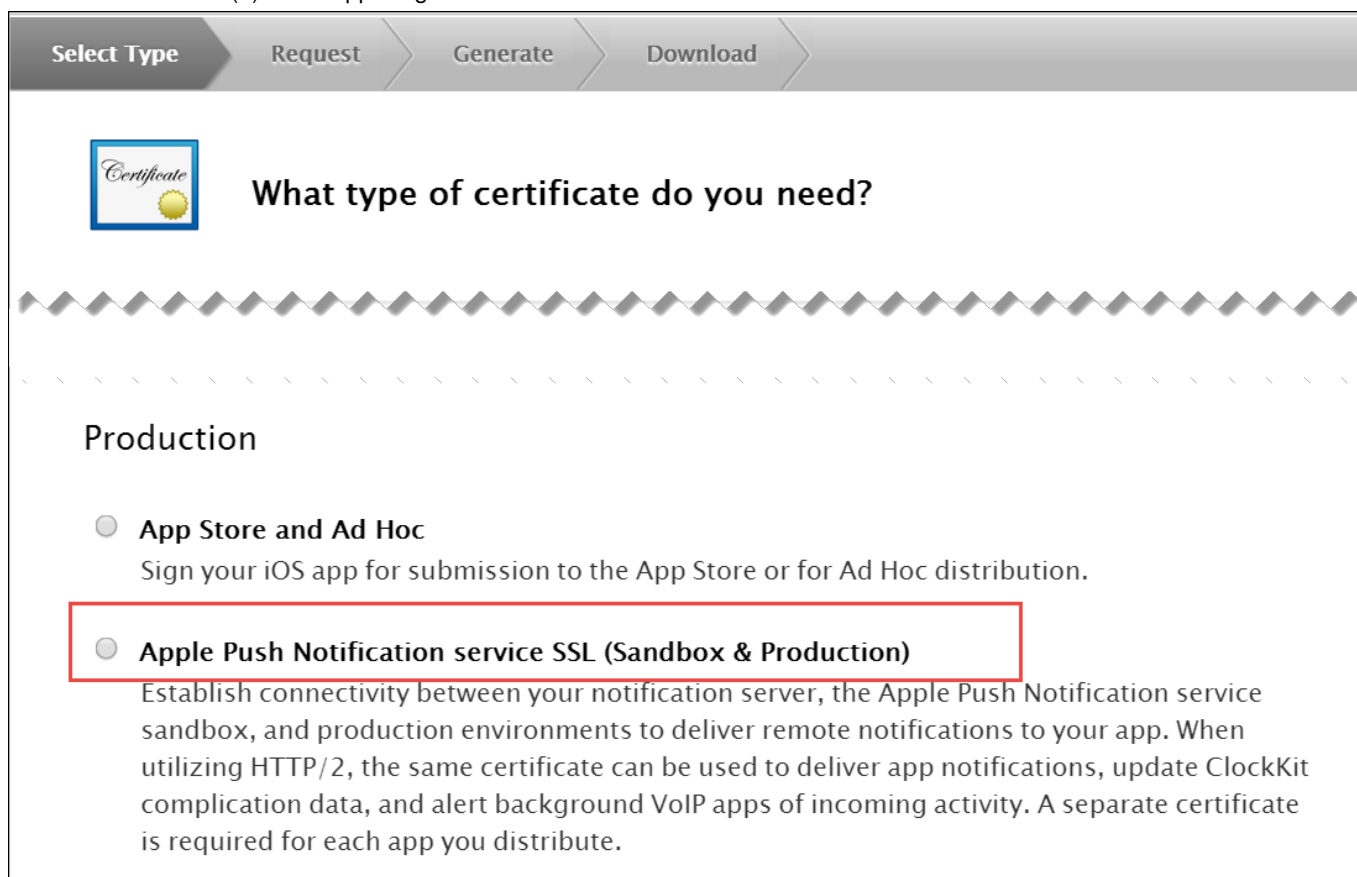 Select Type Request Generate Download
Certificate
What type of certificate do you need?
Production
App Store and Ad Hoc
Sign your iOS app for submission to the App Store or for Ad Hoc distribution.
Apple Push Notification service SSL (Sandbox & Production)
Establish connectivity between your notification server, the Apple Push Notification service
sandbox, and production environments to deliver remote notifications to your app. When
utilizing HTTP/2, the same certificate can be used to deliver app notifications, update ClockKit
complication data, and alert background VoIP apps of incoming activity. A separate certificate
is required for each app you distribute.